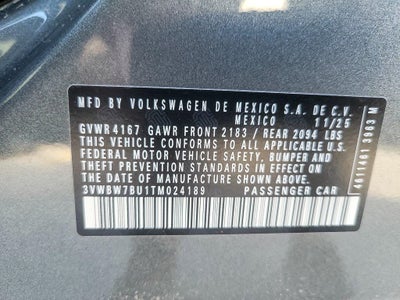 MFD BY VOLKSWAGEN DE MEXICO S.A. DE C.V.
MEXICO 11/25
GVWR 4167 GAWR FRONT 2183 / REAR 2094 LBS
THIS VEHICLE CONFORMS TO ALL APPLICABLE U.S.
FEDERAL MOTOR VEHICLE SAFETY, BUMPER AND
THEFT PREVENTION STANDARDS IN EFFECT ON
THE DATE OF MANUFACTURE SHOWN ABOVE.
3VWBW7BU1TM024189 PASSENGER CAR
4611461 3963 M